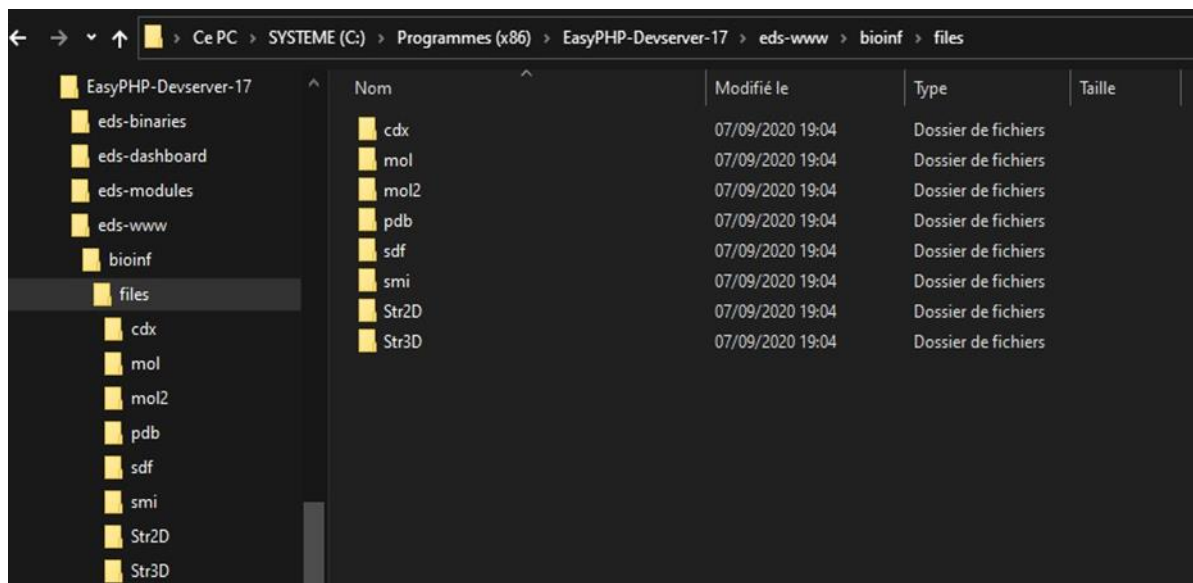 Ce PC > SYSTEME (C:) > Programmes (x86) > EasyPHP-Devserver-17 > eds-www > bioinf > files
EasyPHP-Devserver-17
eds-binaries
eds-dashboard
eds-modules
eds-www
bioinf
files
cdx
mol
mol2
pdb
sdf
smi
Str2D
Str3D
Nom Modifié le Type Taille
cdx 07/09/2020 19:04 Dossier de fichiers
mol 07/09/2020 19:04 Dossier de fichiers
mol2 07/09/2020 19:04 Dossier de fichiers
pdb 07/09/2020 19:04 Dossier de fichiers
sdf 07/09/2020 19:04 Dossier de fichiers
smi 07/09/2020 19:04 Dossier de fichiers
Str2D 07/09/2020 19:04 Dossier de fichiers
Str3D 07/09/2020 19:04 Dossier de fichiers